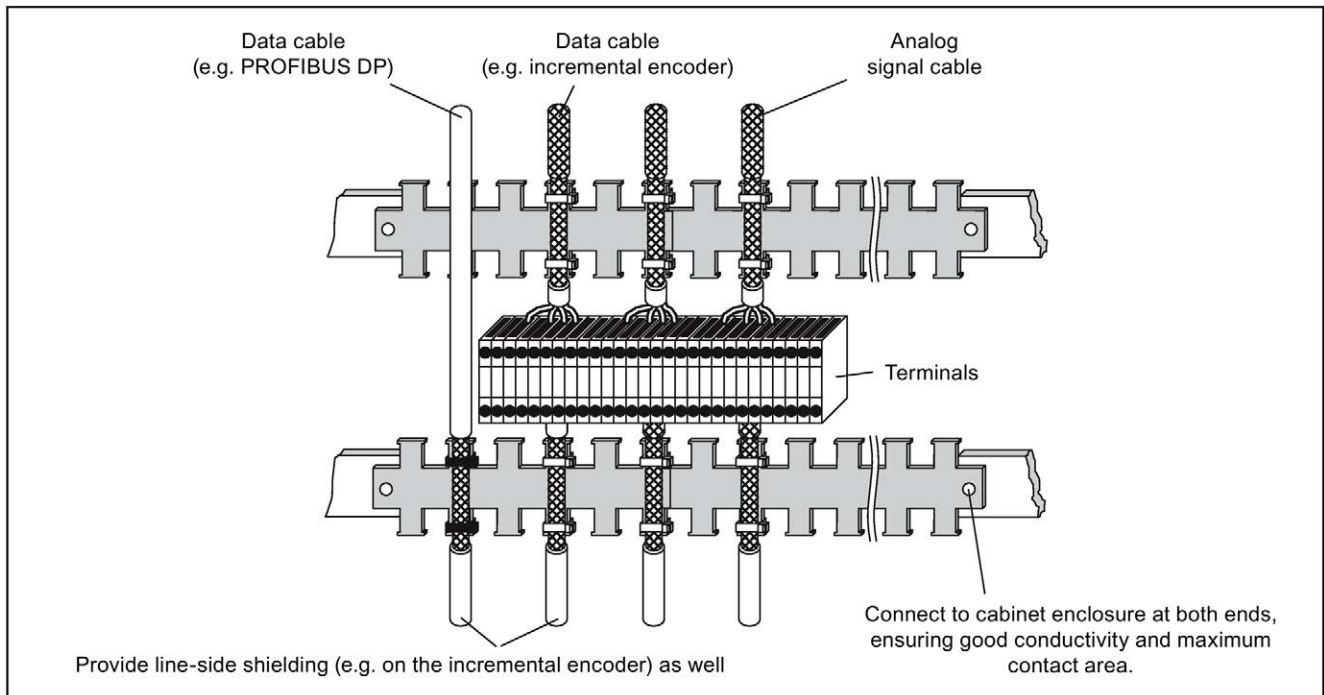 Data cable
(e.g. PROFIBUS DP)
Data cable
(e.g. incremental encoder)
Analog
signal cable
Terminals
Connect to cabinet enclosure at both ends,
ensuring good conductivity and maximum
contact area.
Provide line-side shielding (e.g. on the incremental encoder) as well